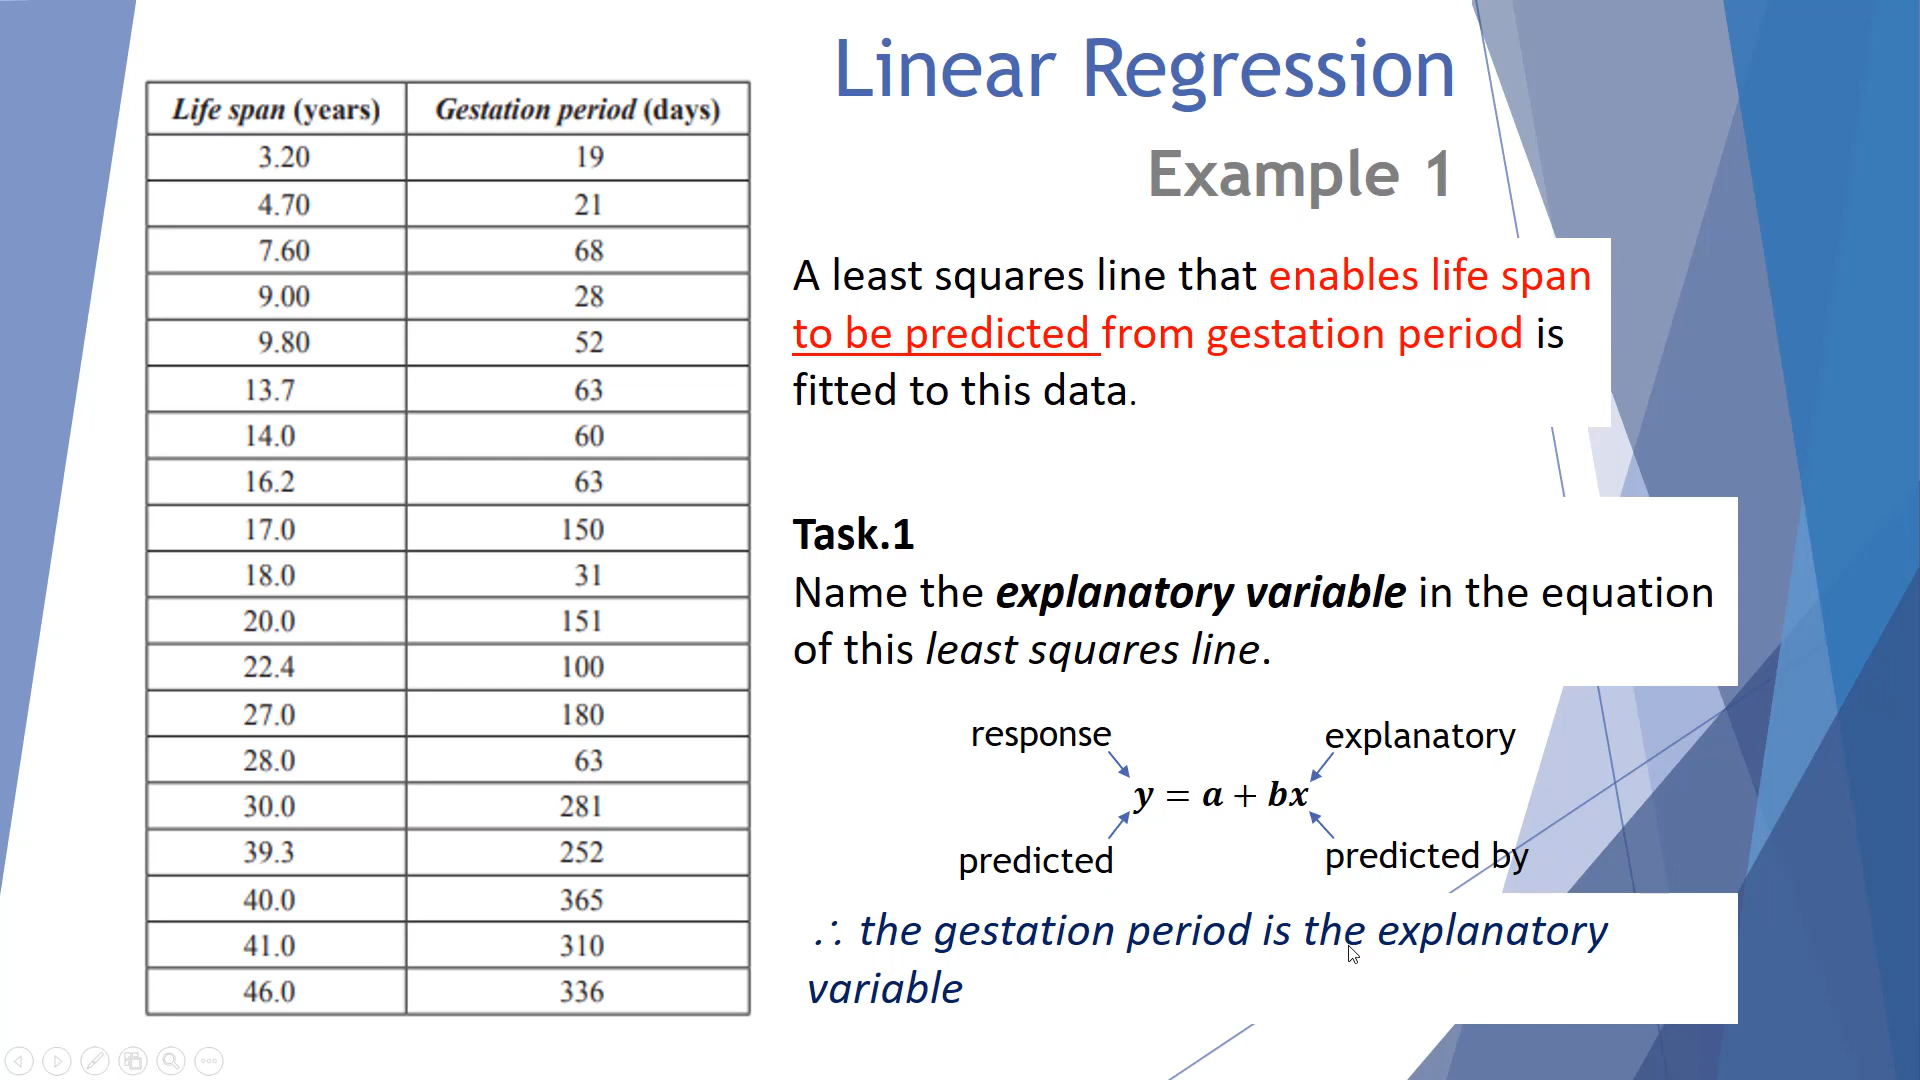 Linear Regression
Example 1
Life span (years) Gestation period (days)
3.20 19
4.70 21
7.60 68
9.00 28
9.80 52
13.7 63
14.0 60
16.2 63
17.0 150
18.0 31
20.0 151
22.4 100
27.0 180
28.0 63
30.0 281
39.3 252
40.0 365
41.0 310
46.0 336
A least squares line that enables life span
to be predicted from gestation period is
fitted to this data.
Task.1
Name the explanatory variable in the equation
of this least squares line.
response explanatory
y = a + bx
predicted predicted by
∴ the gestation period is the explanatory
variable